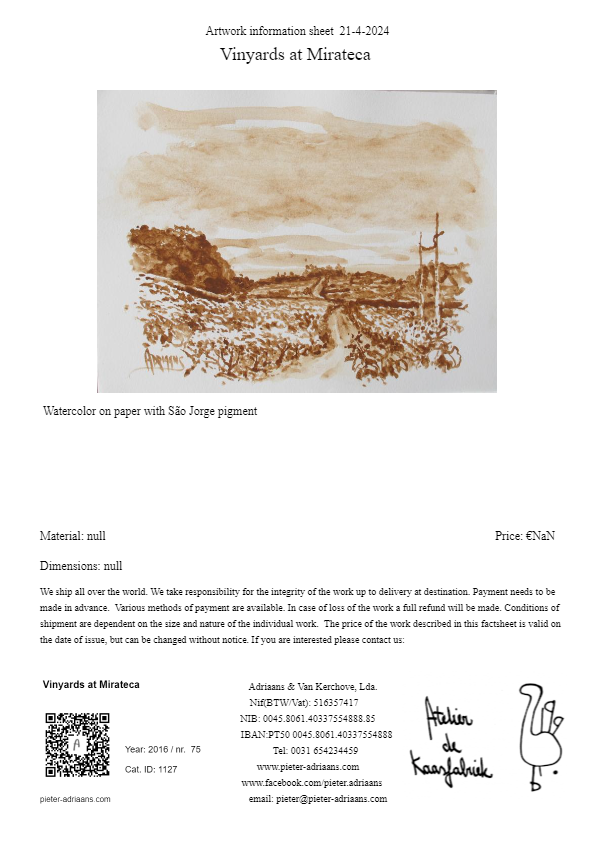 Artwork information sheet 21-4-2024
Vinyards at Mirateca
ADRIAANS
Watercolor on paper with São Jorge pigment
Material: null
Price: €NaN
Dimensions: null
We ship all over the world. We take responsibility for the integrity of the work up to delivery at destination. Payment needs to be
made in advance. Various methods of payment are available. In case of loss of the work a full refund will be made. Conditions of
shipment are dependent on the size and nature of the individual work. The price of the work described in this factsheet is valid on
the date of issue, but can be changed without notice. If you are interested please contact us:
Vinyards at Mirateca
A
Year: 2016 / nr. 75
Cat. ID: 1127
pieter-adriaans.com
Adriaans & Van Kerchove, Lda.
Nif(BTW/Vat): 516357417
NIB: 0045.8061.40337554888.85
IBAN:PT50 0045.8061.40337554888
Tel: 0031 654234459
www.pieter-adriaans.com
www.facebook.com/pieter.adriaans
email: pieter@pieter-adriaans.com
Atelier
de
Kaasfabriek